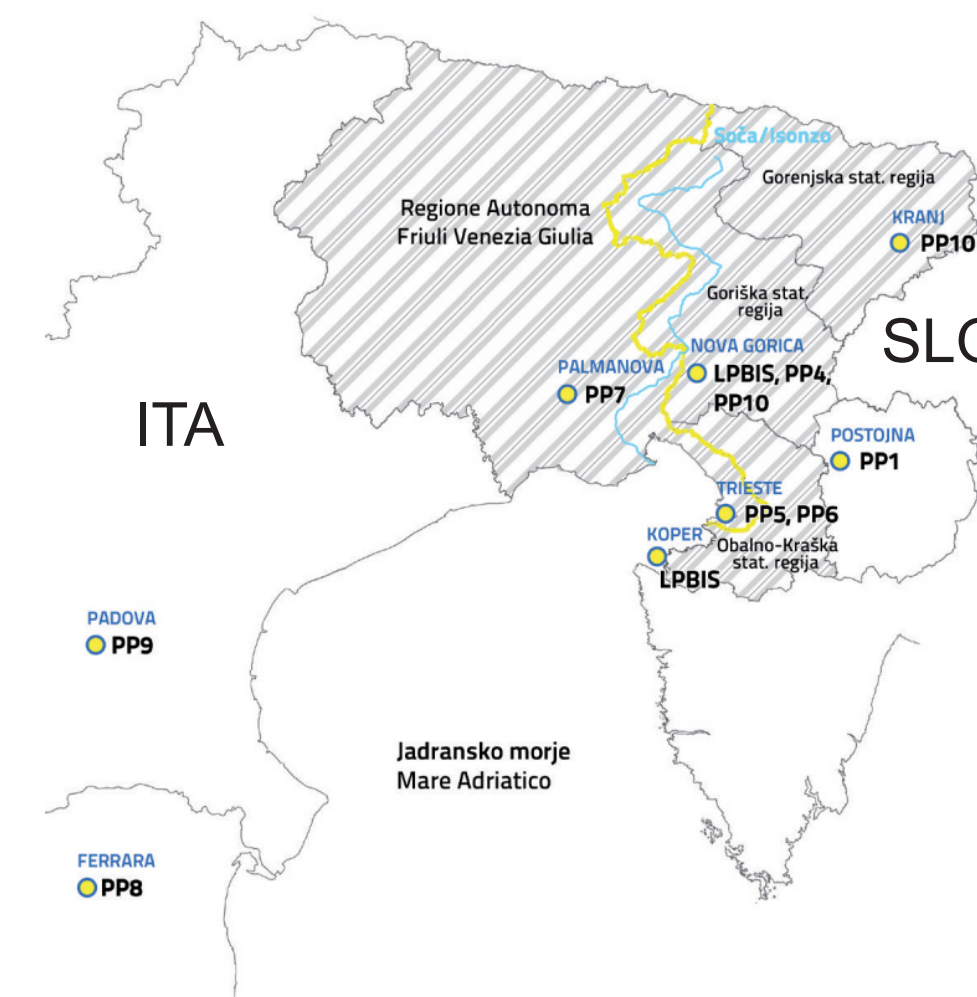 Soča/Isonzo
Gorenjska stat. regija
Regione Autonoma
Friuli Venezia Giulia
KRANJ
PP10
Goriška stat.
regija
SLO
NOVA GORICA
LPBIS, PP4,
PP10
PALMANOVA
PP7
ITA
POSTOJNA
PP1
TRIESTE
PP5, PP6
KOPER
LPBIS
Obalno-Kraška
stat. regija
PADOVA
PP9
Jadransko morje
Mare Adriatico
FERRARA
PP8